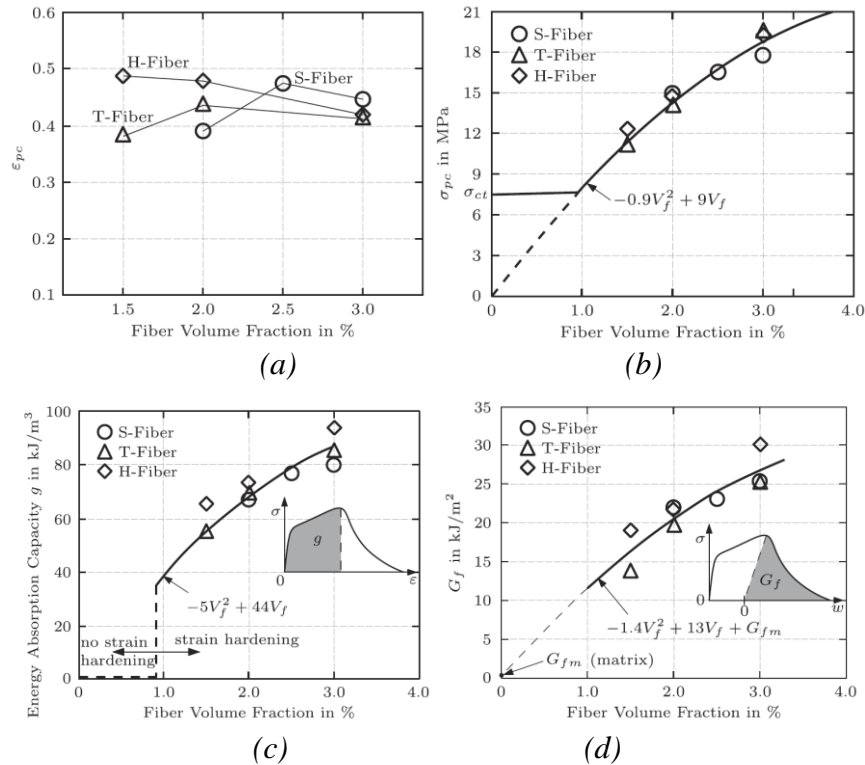 0.6
0.5
0.4
0.3
0.2
0.1
ε_pc
H-Fiber
S-Fiber
T-Fiber
1.5 2.0 2.5 3.0
Fiber Volume Fraction in %
(a)
21
18
15
12
9
σ_ct
6
3
0
σ_pc in MPa
S-Fiber
T-Fiber
H-Fiber
−0.9V_f^2 + 9V_f
0 1.0 2.0 3.0 4.0
Fiber Volume Fraction in %
(b)
100
80
60
40
20
0
Energy Absorption Capacity g in kJ/m³
S-Fiber
T-Fiber
H-Fiber
σ
g
0
ε
−5V_f^2 + 44V_f
no strain
hardening
strain hardening
0 1.0 2.0 3.0 4.0
Fiber Volume Fraction in %
(c)
35
30
25
20
15
10
5
0
G_f in kJ/m²
S-Fiber
T-Fiber
H-Fiber
σ
G_f
0
w
−1.4V_f^2 + 13V_f + G_fm
G_fm (matrix)
0 1.0 2.0 3.0 4.0
Fiber Volume Fraction in %
(d)